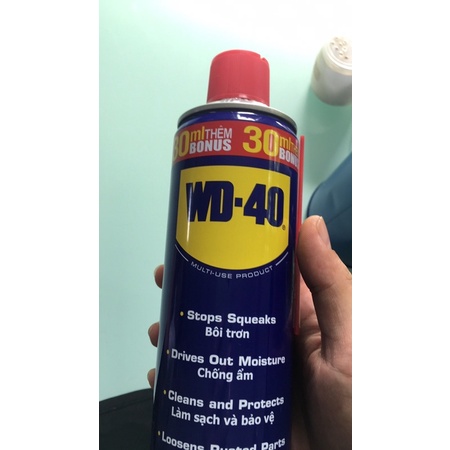 30ml THÊM
BONUS
30ml
BONUS
WD-40®
MULTI-USE PRODUCT
• Stops Squeaks
Bôi trơn
• Drives Out Moisture
Chống ẩm
• Cleans and Protects
Làm sạch và bảo vệ
• Loosens Rusted Parts